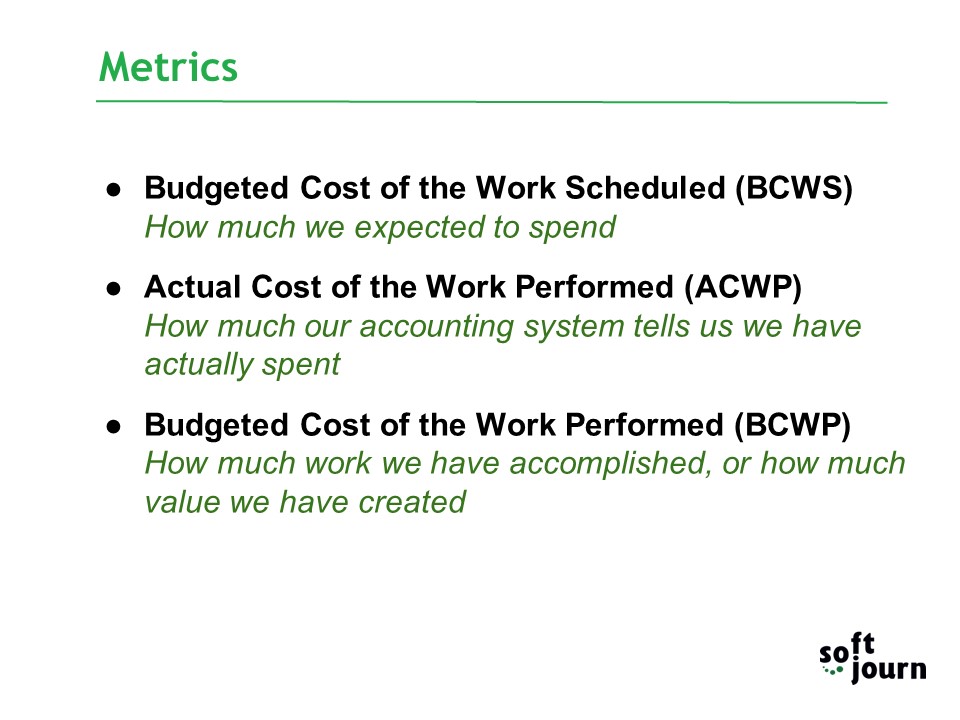 Metrics
● Budgeted Cost of the Work Scheduled (BCWS)
How much we expected to spend
● Actual Cost of the Work Performed (ACWP)
How much our accounting system tells us we have
actually spent
● Budgeted Cost of the Work Performed (BCWP)
How much work we have accomplished, or how much
value we have created
soft
journ